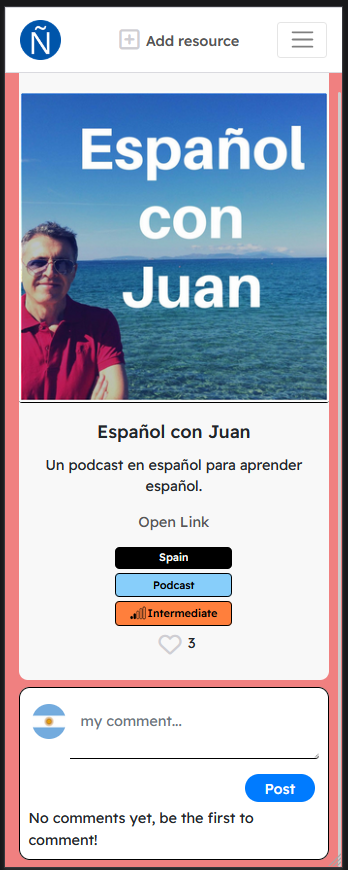 Ñ
Add resource
Español
con
Juan
Español con Juan
Un podcast en español para aprender
español.
Open Link
Spain
Podcast
Intermediate
3
my comment...
Post
No comments yet, be the first to
comment!